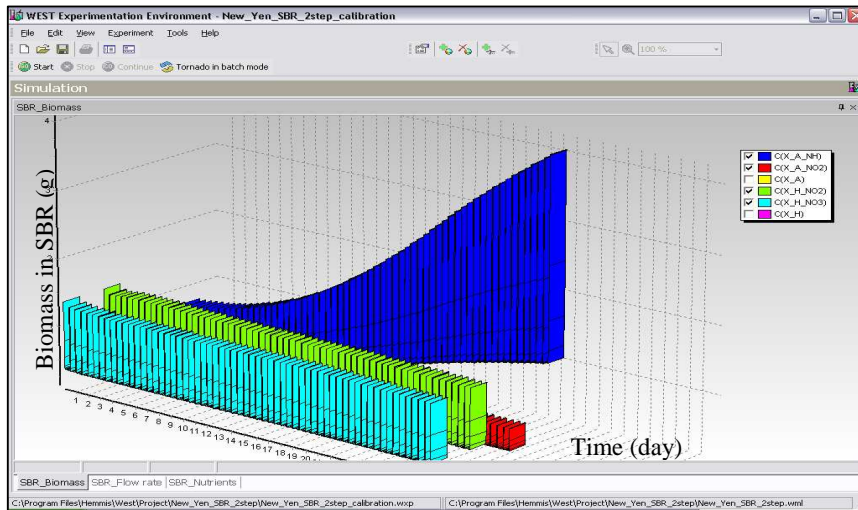 WEST Experimentation Environment - New_Yen_SBR_2step_calibration
File Edit View Experiment Tools Help
100 %
Start Stop Continue Tornado in batch mode
Simulation
SBR_Biomass
4
3
2
Biomass in SBR (g)
C(X_A_NH)
C(X_A_NO2)
C(X_A)
C(X_H_NO2)
C(X_H_NO3)
C(X_H)
1 2 3 4 5 6 7 8 9 10 11 12 13 14 15 16 17 18 19
Time (day)
SBR_Biomass SBR_Flow rate SBR_Nutrients
C:\Program Files\Hemmis\West\Project\New_Yen_SBR_2step\New_Yen_SBR_2step_calibration.wxp C:\Program Files\Hemmis\West\Project\New_Yen_SBR_2step\New_Yen_SBR_2step.wml